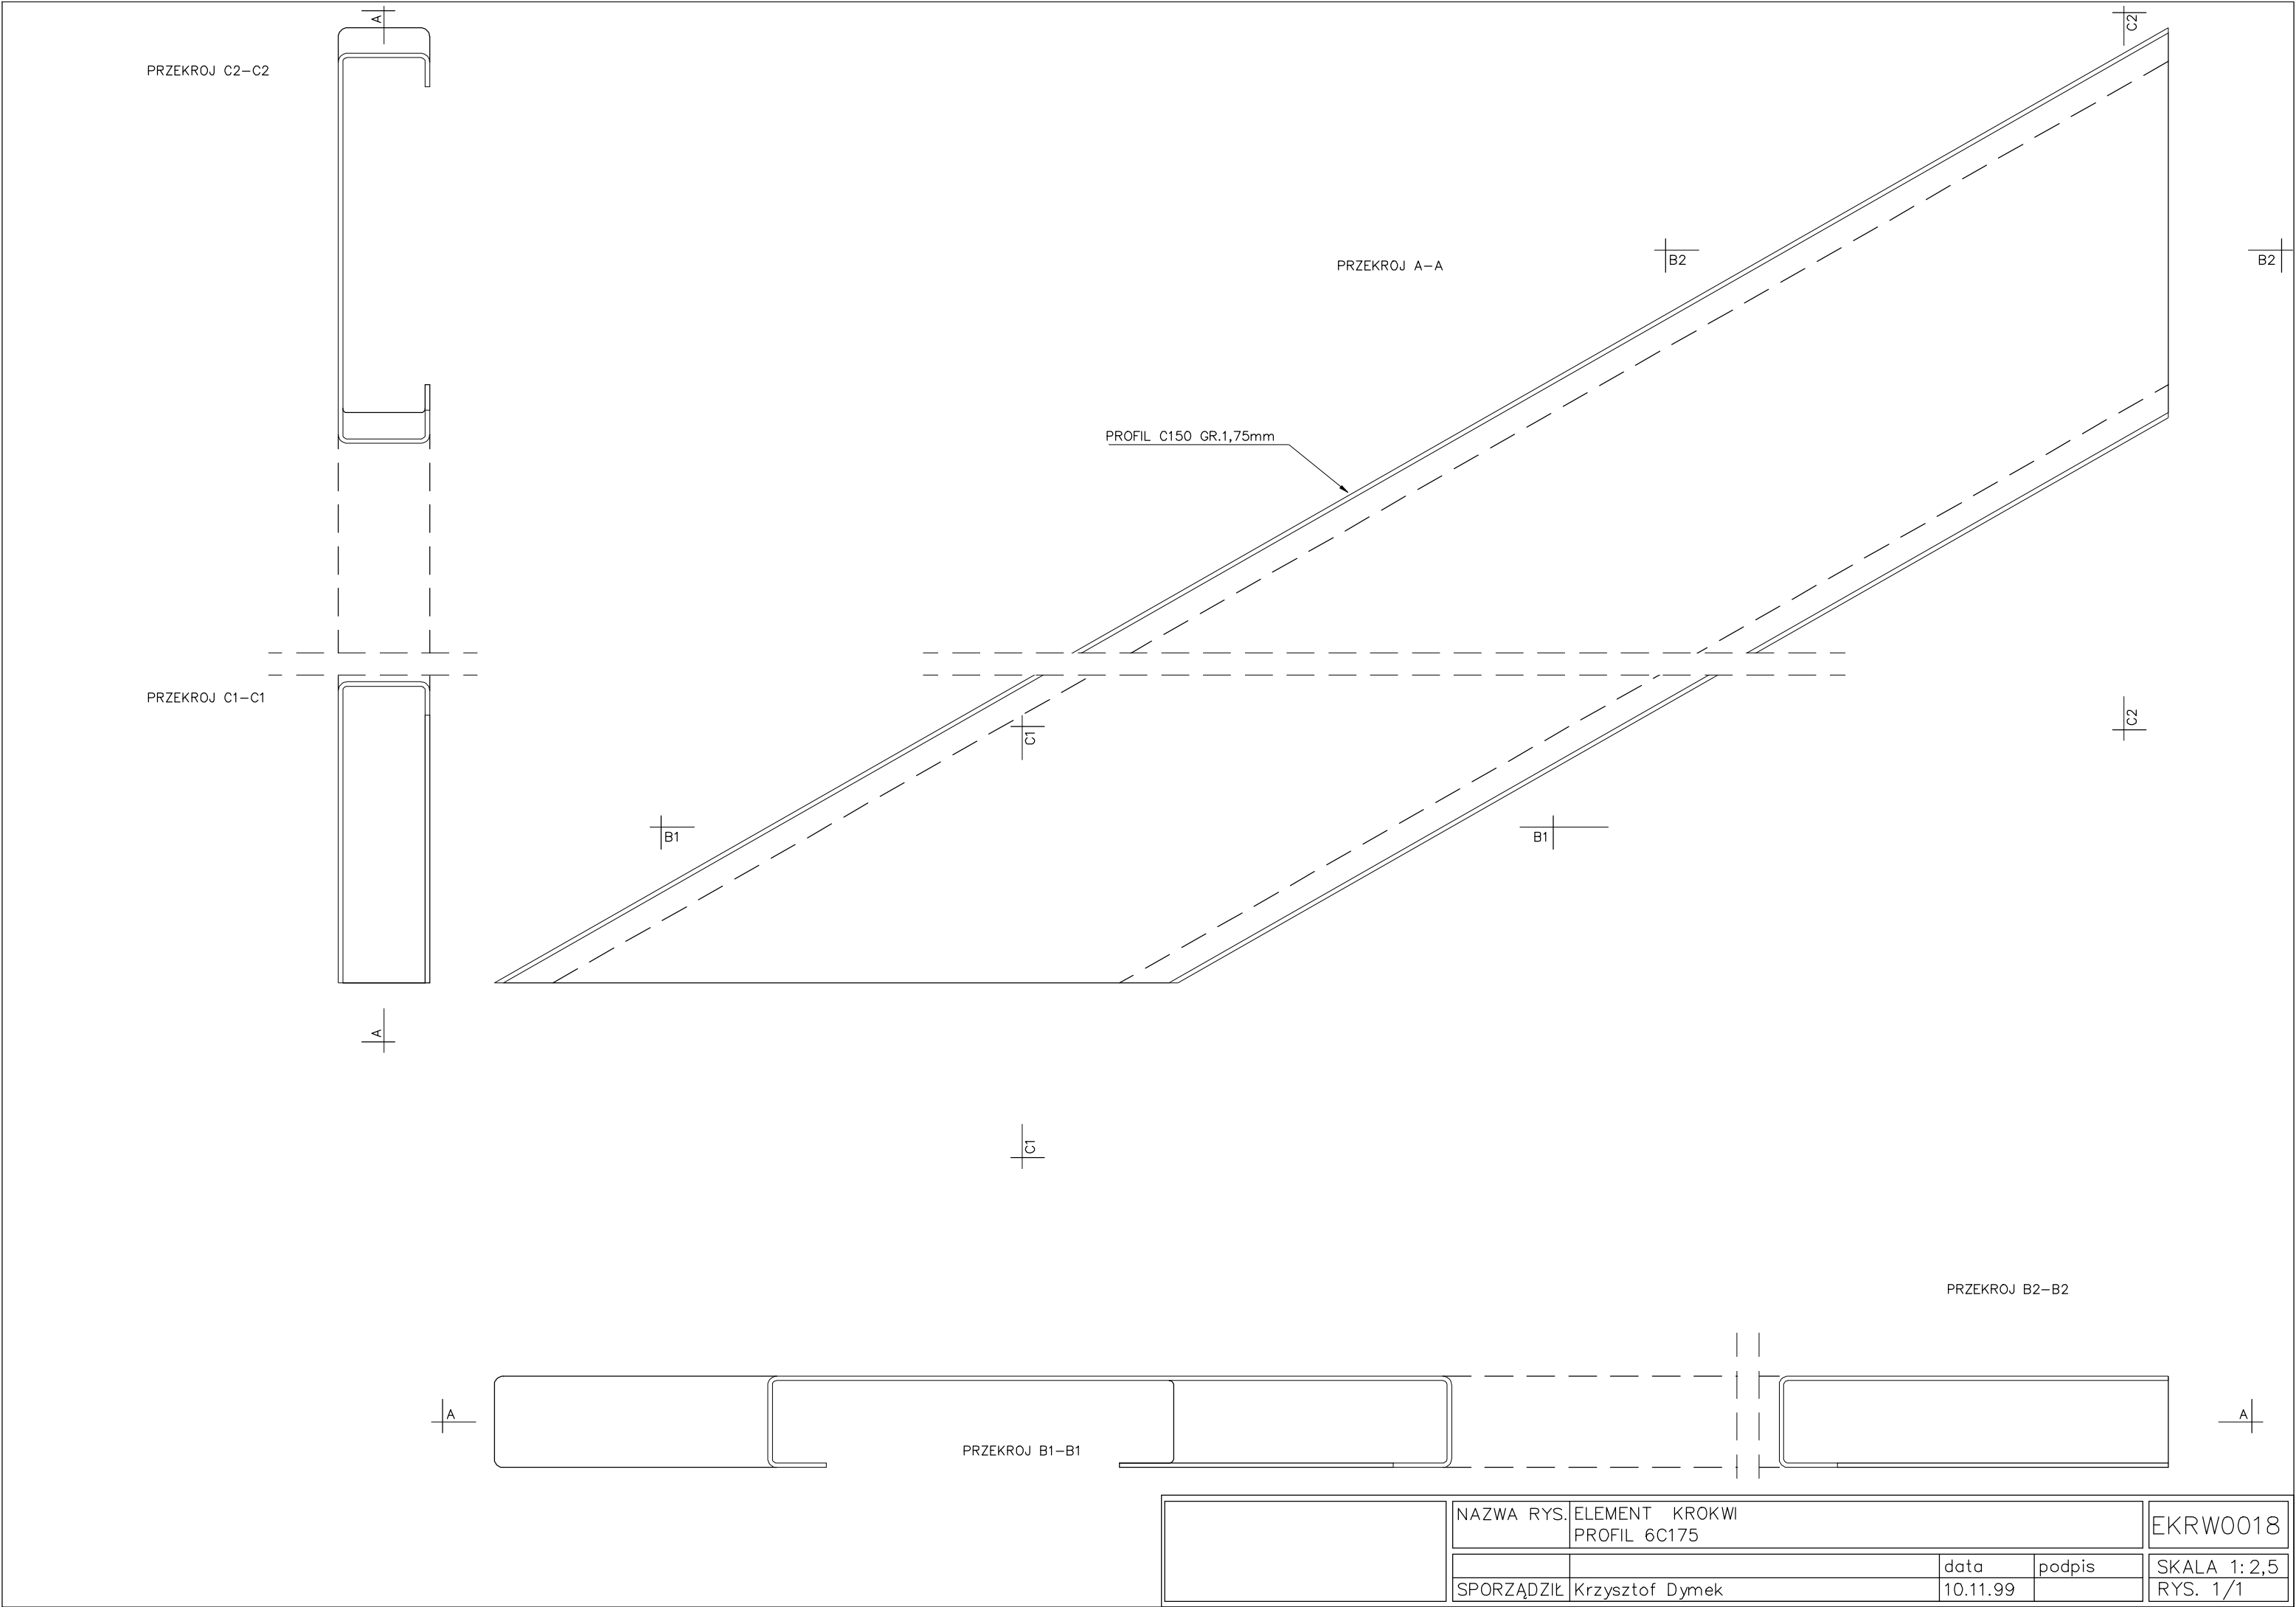 A
C2
PRZEKROJ C2-C2
B2
B2
PRZEKROJ A-A
PROFIL C150 GR.1,75mm
PRZEKROJ C1-C1
C2
C1
B1
B1
A
C1
PRZEKROJ B2-B2
A
A
PRZEKROJ B1-B1
NAZWA RYS. ELEMENT KROKWI
PROFIL 6C175
EKRW0018
data podpis SKALA 1:2,5
SPORZĄDZIŁ Krzysztof Dymek 10.11.99 RYS. 1/1